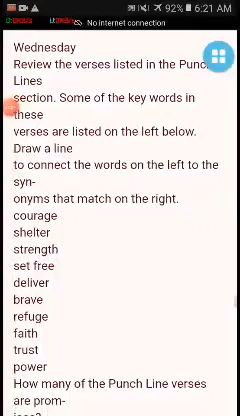 92% 6:21 AM
No internet connection
Wednesday
Review the verses listed in the Punch
Lines
section. Some of the key words in
these
verses are listed on the left below.
Draw a line
to connect the words on the left to the
syn-
onyms that match on the right.
courage
shelter
strength
set free
deliver
brave
refuge
faith
trust
power
How many of the Punch Line verses
are prom-